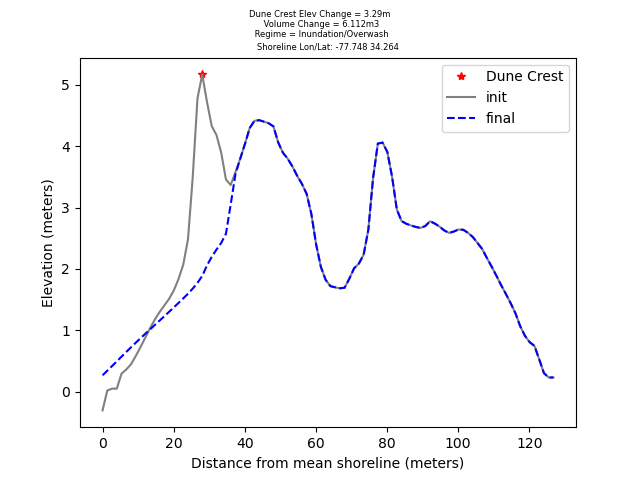 Dune Crest Elev Change = 3.29m
Volume Change = 6.112m3
Regime = Inundation/Overwash
Shoreline Lon/Lat: -77.748 34.264
Dune Crest
init
final
5
4
3
2
1
0
Elevation (meters)
0 20 40 60 80 100 120
Distance from mean shoreline (meters)